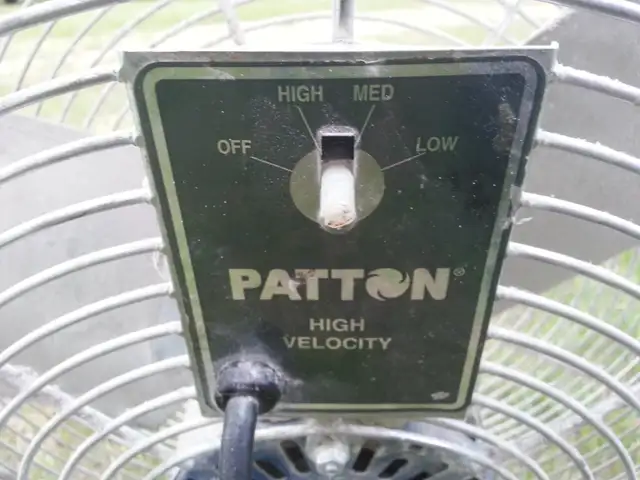 HIGH MED
OFF LOW
PATTON®
HIGH
VELOCITY